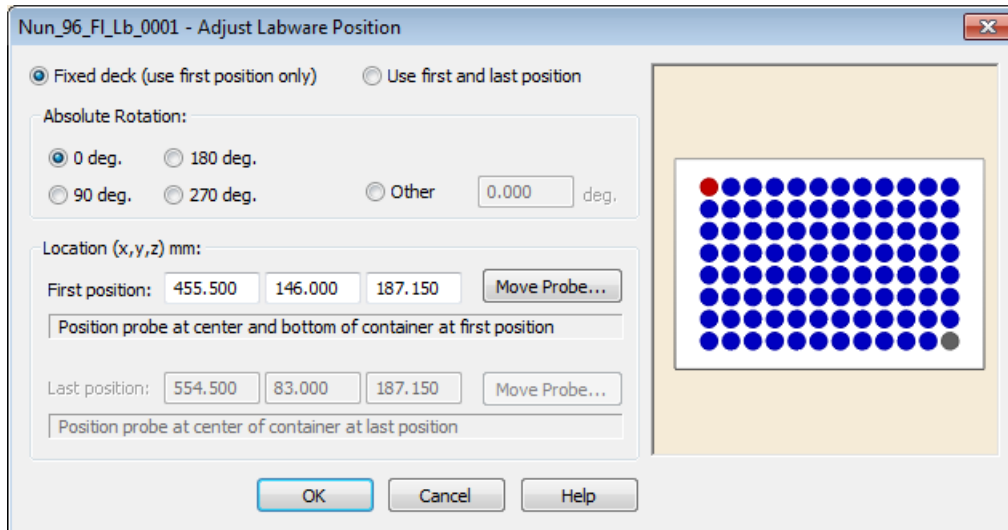 Nun_96_Fl_Lb_0001 - Adjust Labware Position
Fixed deck (use first position only) Use first and last position
Absolute Rotation:
0 deg. 180 deg.
90 deg. 270 deg. Other 0.000 deg.
Location (x,y,z) mm:
First position: 455.500 146.000 187.150 Move Probe...
Position probe at center and bottom of container at first position
Last position: 554.500 83.000 187.150 Move Probe...
Position probe at center of container at last position
OK Cancel Help